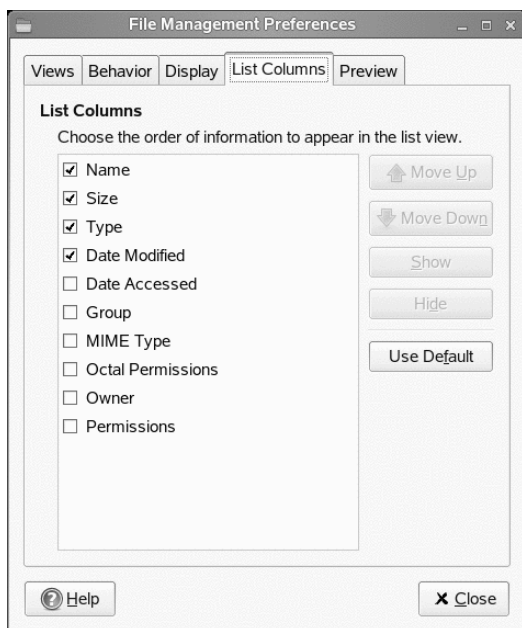 File Management Preferences
Views Behavior Display List Columns Preview
List Columns
Choose the order of information to appear in the list view.
Name
Size
Type
Date Modified
Date Accessed
Group
MIME Type
Octal Permissions
Owner
Permissions
Move Up
Move Down
Show
Hide
Use Default
Help
Close